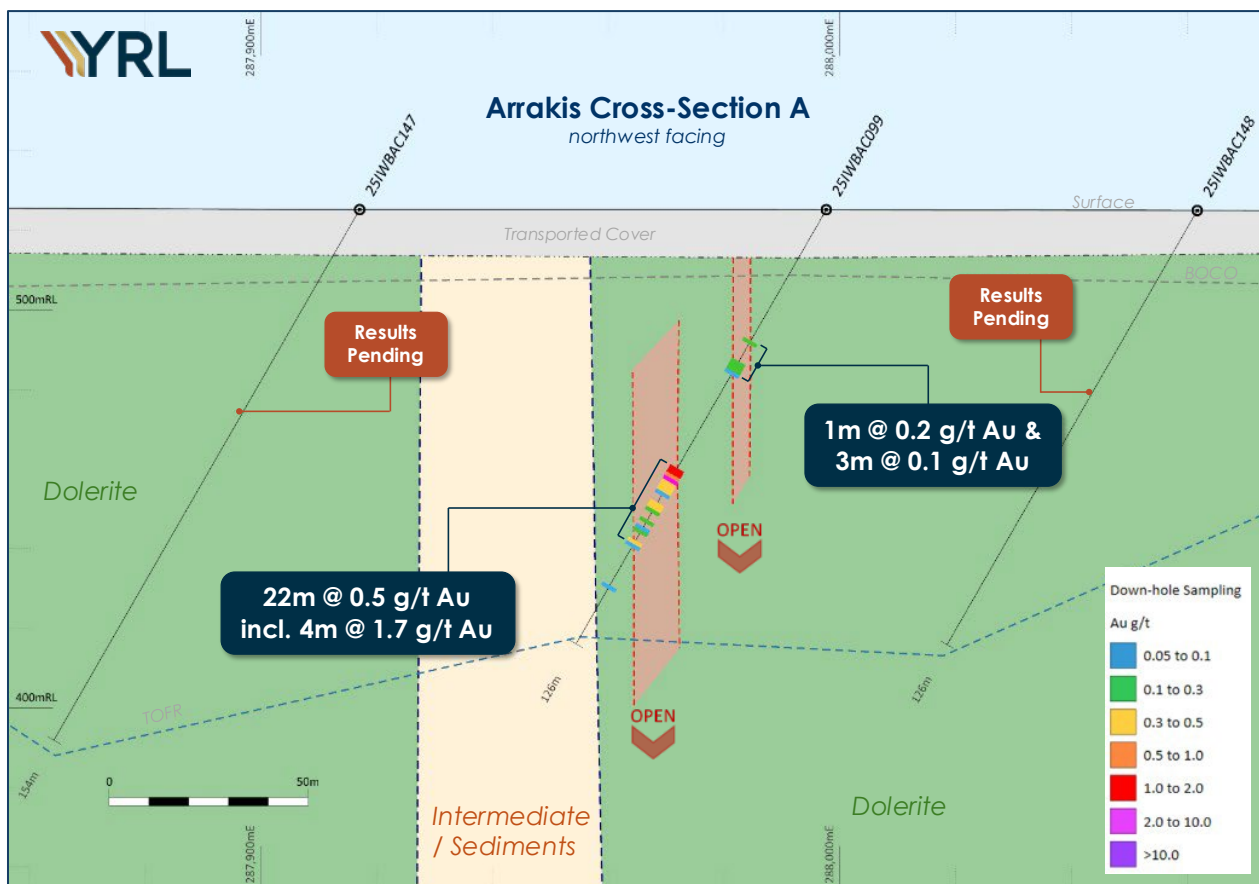 YRL
287,900mE
288,000mE
Arrakis Cross-Section A
northwest facing
25IWBAC147
25IWBAC099
25IWBAC148
Surface
Transported Cover
BOCO
500mRL
Results
Pending
Results
Pending
1m @ 0.2 g/t Au &
3m @ 0.1 g/t Au
Dolerite
OPEN
22m @ 0.5 g/t Au
incl. 4m @ 1.7 g/t Au
Down-hole Sampling
Au g/t
0.05 to 0.1
0.1 to 0.3
0.3 to 0.5
0.5 to 1.0
1.0 to 2.0
2.0 to 10.0
>10.0
400mRL
TOFR
126m
126m
OPEN
154m
0
50m
Intermediate
/ Sediments
Dolerite
287,900mE
288,000mE